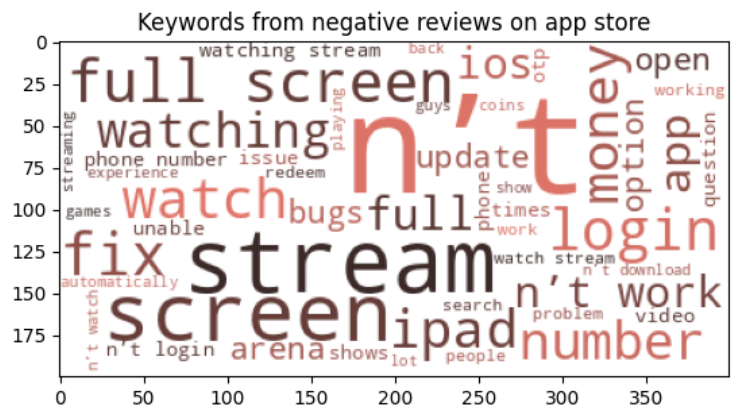 Keywords from negative reviews on app store
0
25
50
75
100
125
150
175
0 50 100 150 200 250 300 350
watching stream
back
full screen
ios
otp
money
open
working
streaming
watching
playing
guys
coins
n't
option
app
question
phone number
issue
update
experience
redeem
watch
bugs
full
phone
show
times
work
login
games
unable
fix
stream
watch stream
automatically
n't download
n't watch
screen
n't work
search
ipad
problem
video
n't login
arena
shows
lot
people
number